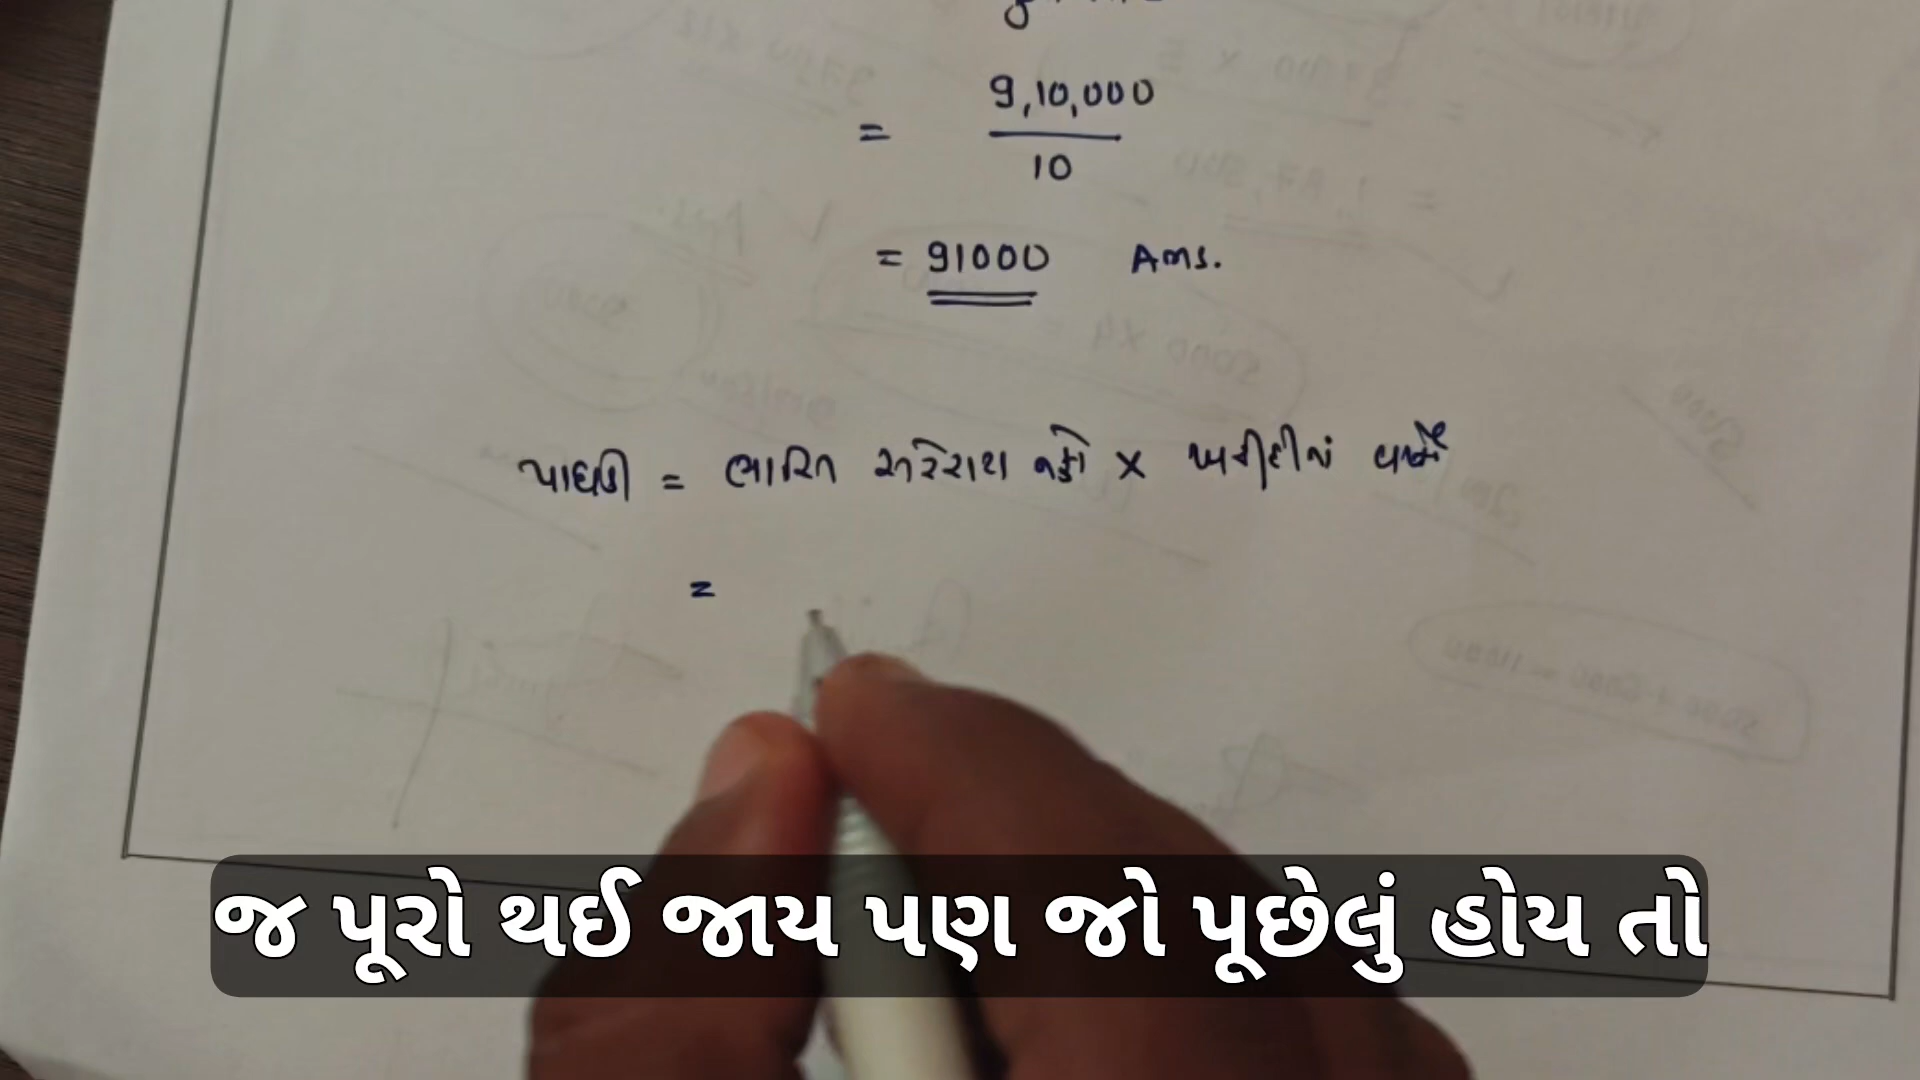 = 9,10,000
10
= 91000 Ans.
પાઘડી = ભારિત સરેરાશ નફો × ખરીદીનાં વર્ષો
=
જ પૂરો થઈ જાય પણ જો પૂછેલું હોય તો